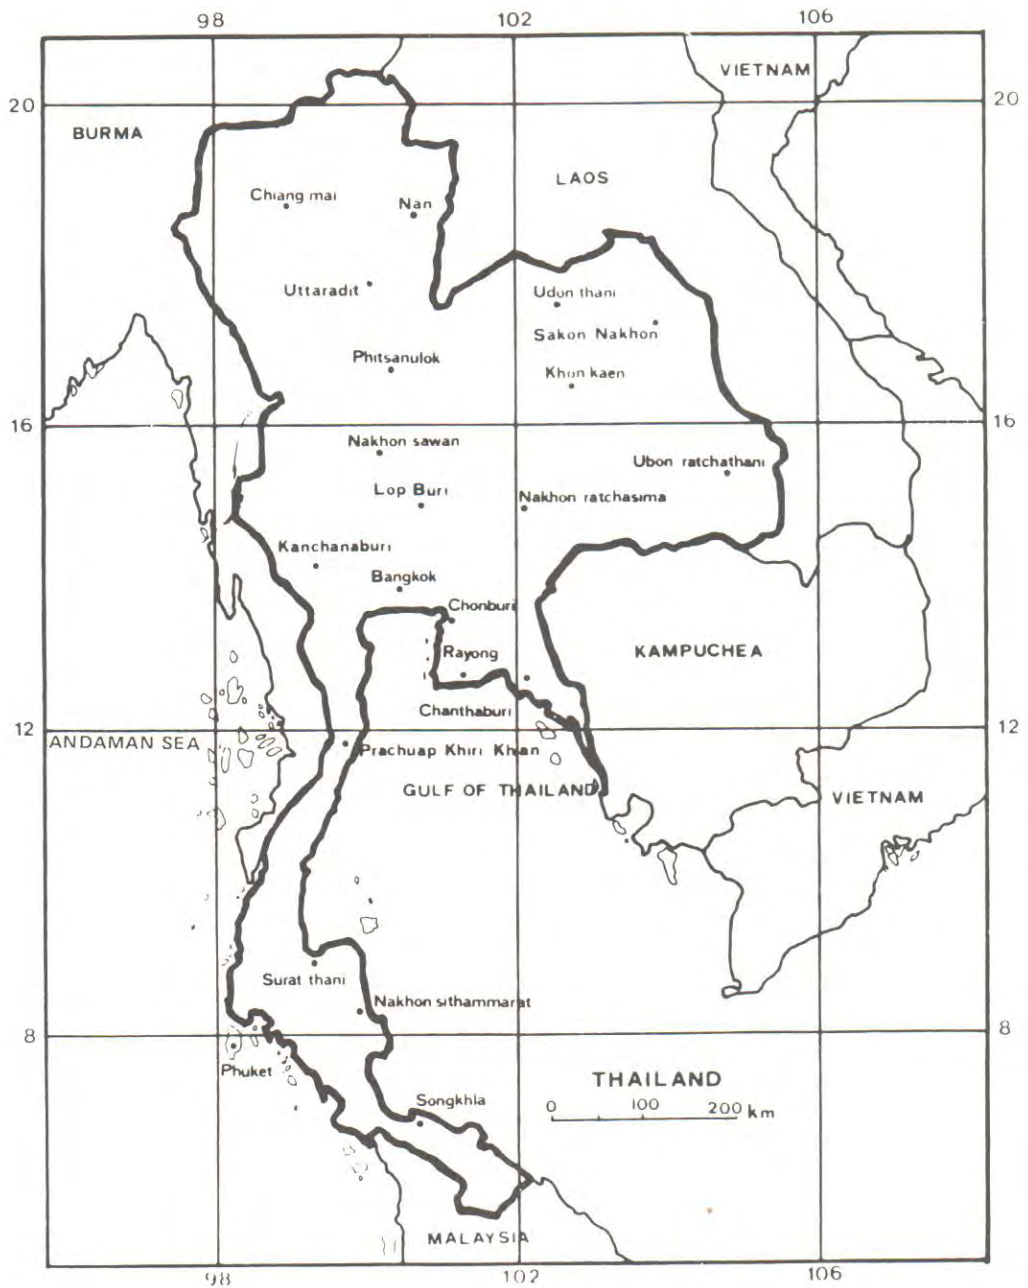 98 102 106
VIETNAM
20 20
BURMA
LAOS
Chiang mai
Nan
Uttaradit
Udon thani
Sakon Nakhon
Phitsanulok
Khon kaen
16 16
Nakhon sawan
Ubon ratchathani
Lop Buri
Nakhon ratchasima
Kanchanaburi
Bangkok
Chonburi
Rayong
KAMPUCHEA
Chanthaburi
12 12
ANDAMAN SEA
Prachuap Khiri Khan
GULF OF THAILAND
VIETNAM
Surat thani
Nakhon sithammarat
8 8
Phuket
THAILAND
Songkhla
0 100 200 km
MALAYSIA
98 102 106